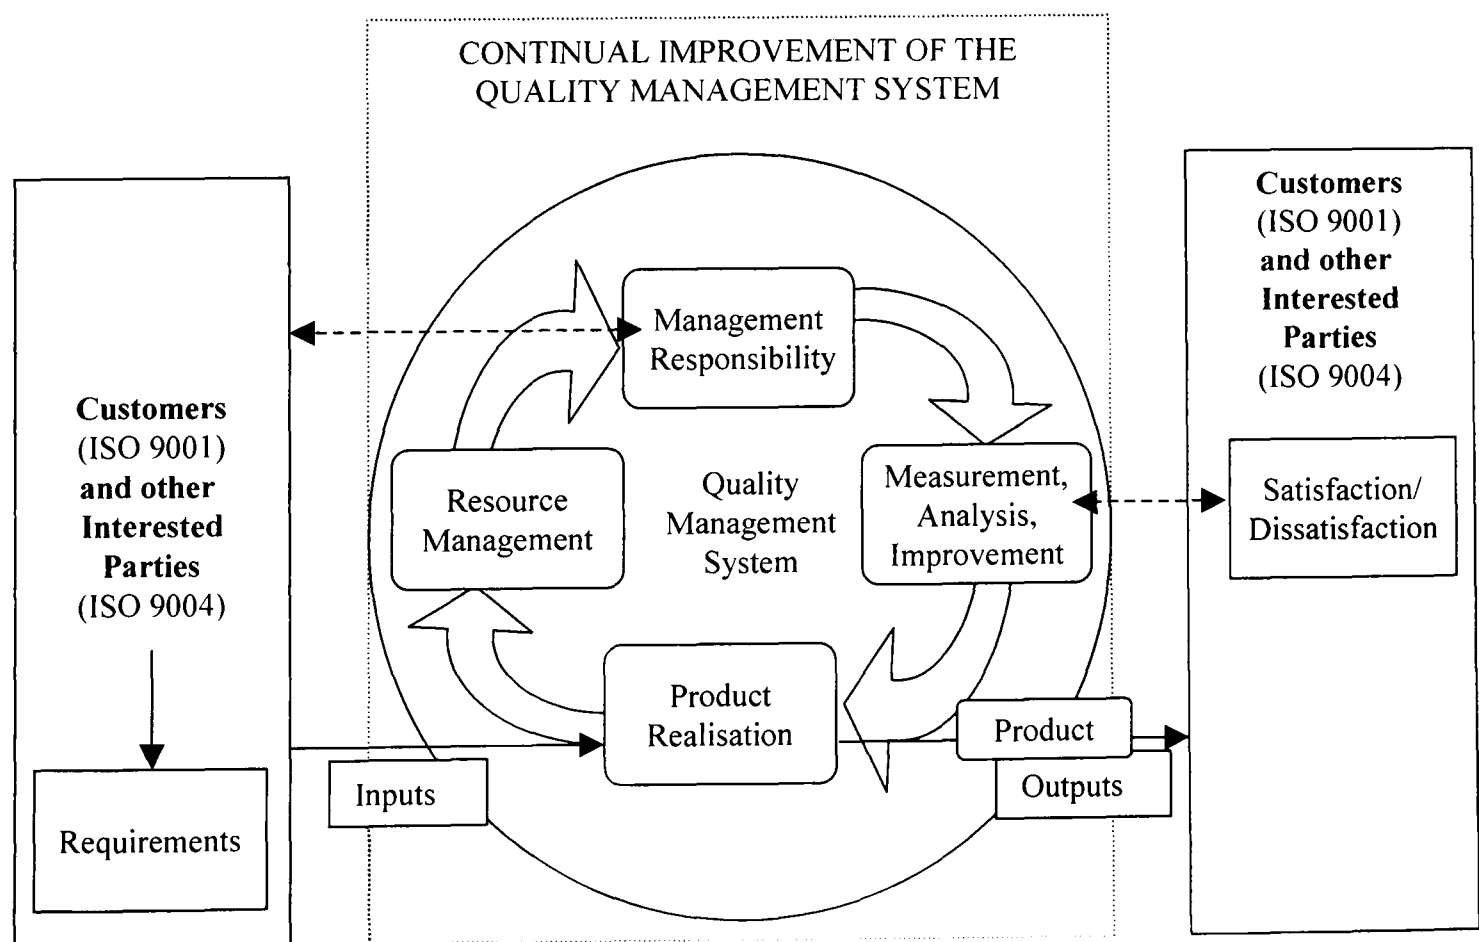 CONTINUAL IMPROVEMENT OF THE
QUALITY MANAGEMENT SYSTEM
Customers
(ISO 9001)
and other
Interested
Parties
(ISO 9004)
Requirements
Management
Responsibility
Resource
Management
Quality
Management
System
Measurement,
Analysis,
Improvement
Product
Realisation
Inputs
Product
Outputs
Customers
(ISO 9001)
and other
Interested
Parties
(ISO 9004)
Satisfaction/
Dissatisfaction